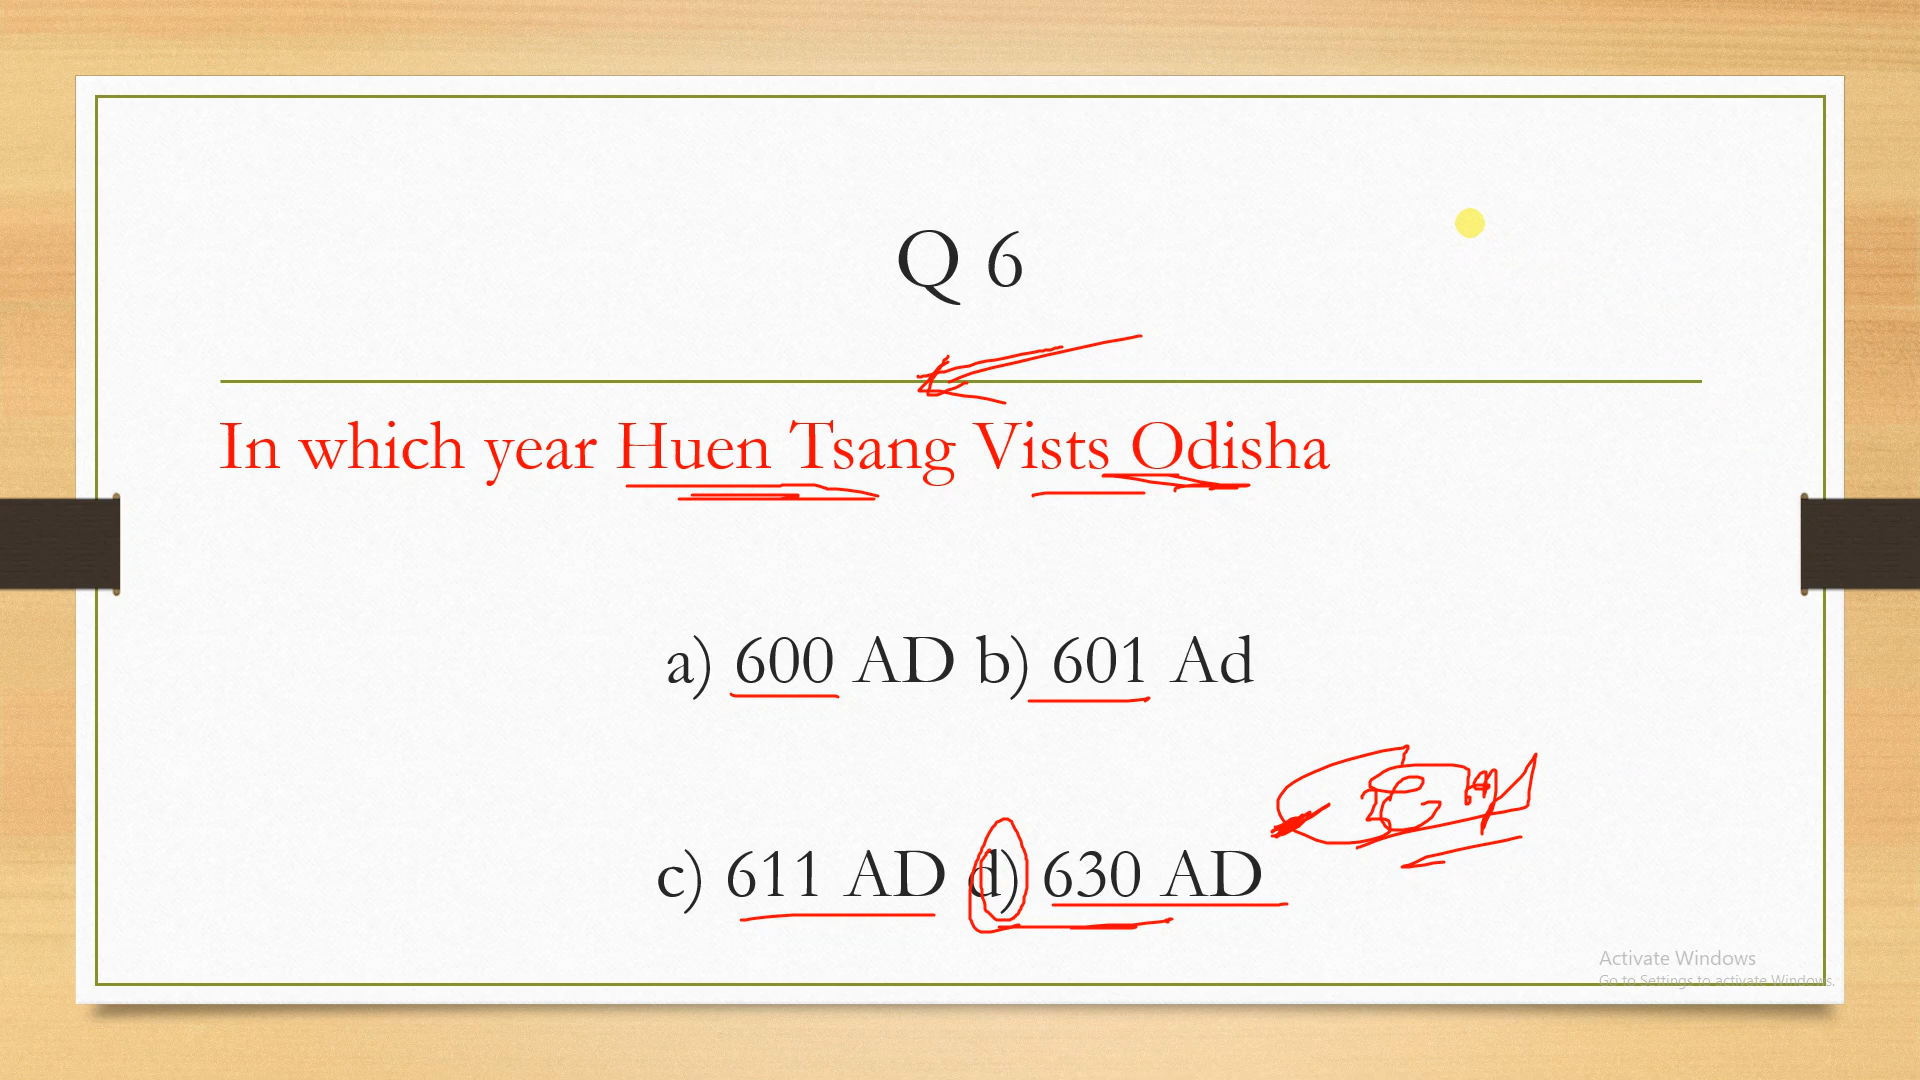 Q 6
In which year Huen Tsang Vists Odisha
a) 600 AD b) 601 Ad
c) 611 AD d) 630 AD
Activate Windows
Go to Settings to activate Windows.